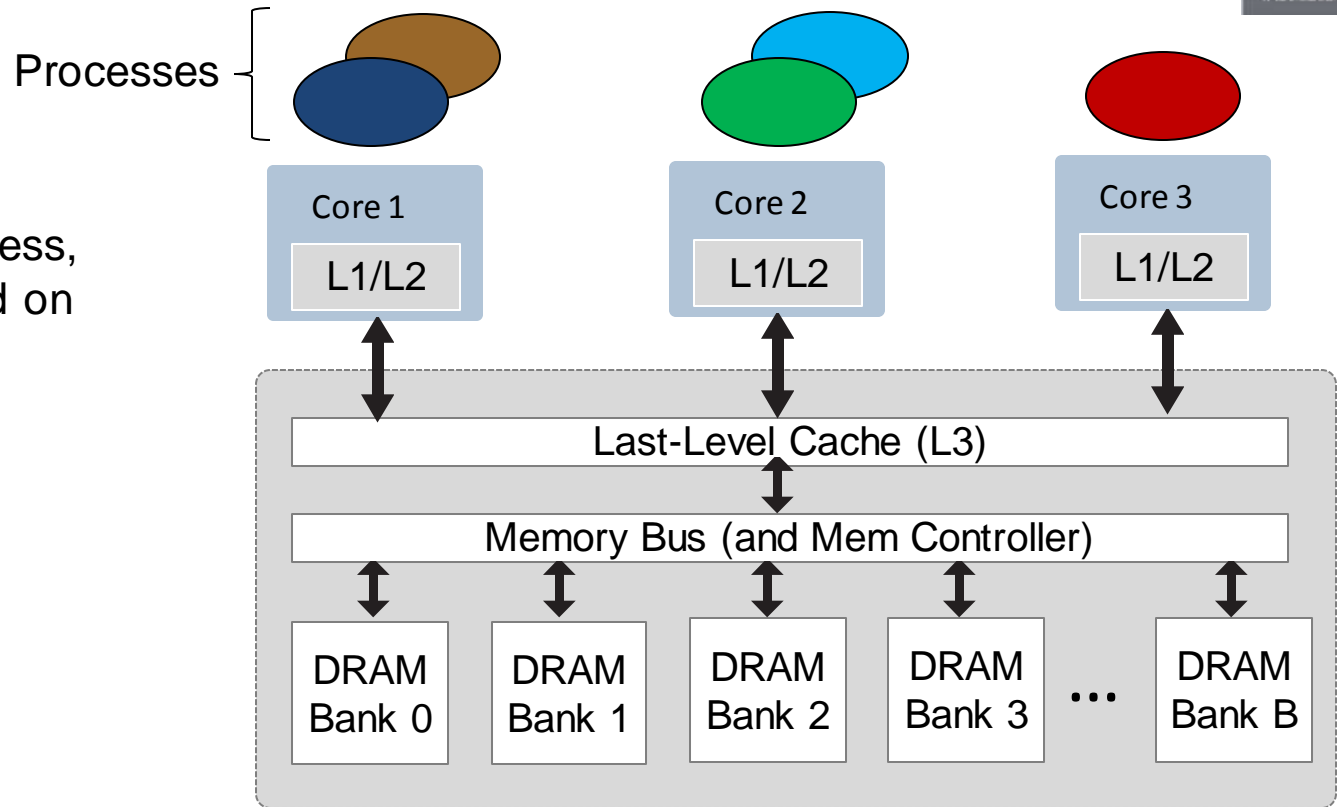 Processes
Core 1
Core 2
Core 3
ess,
L1/L2
L1/L2
L1/L2
d on
Last-Level Cache (L3)
Memory Bus (and Mem Controller)
DRAM
Bank 0
DRAM
Bank 1
DRAM
Bank 2
DRAM
Bank 3
...
DRAM
Bank B